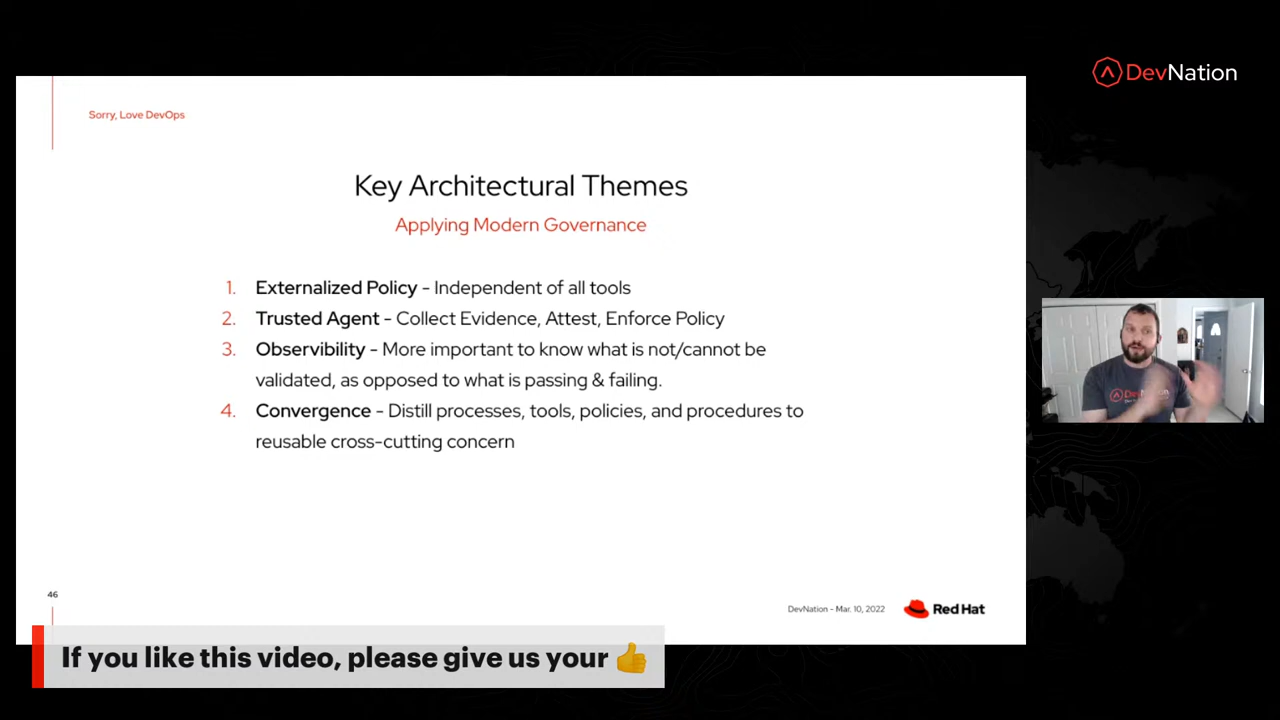 DevNation
Sorry, Love DevOps
Key Architectural Themes
Applying Modern Governance
1. Externalized Policy - Independent of all tools
2. Trusted Agent - Collect Evidence, Attest, Enforce Policy
3. Observibility - More important to know what is not/cannot be
validated, as opposed to what is passing & failing.
4. Convergence - Distill processes, tools, policies, and procedures to
reusable cross-cutting concern
46
DevNation - Mar. 10, 2022
Red Hat
If you like this video, please give us your 👍
DevNation